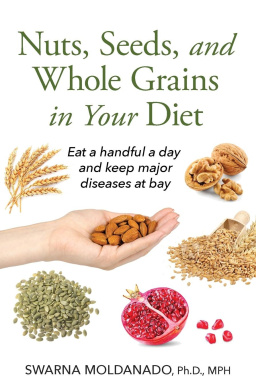 Nuts, Seeds, and
Whole Grains
in Your Diet
Eat a handful a day
and keep major
diseases at bay
SWARNA MOLDANADO, Ph.D., MPH